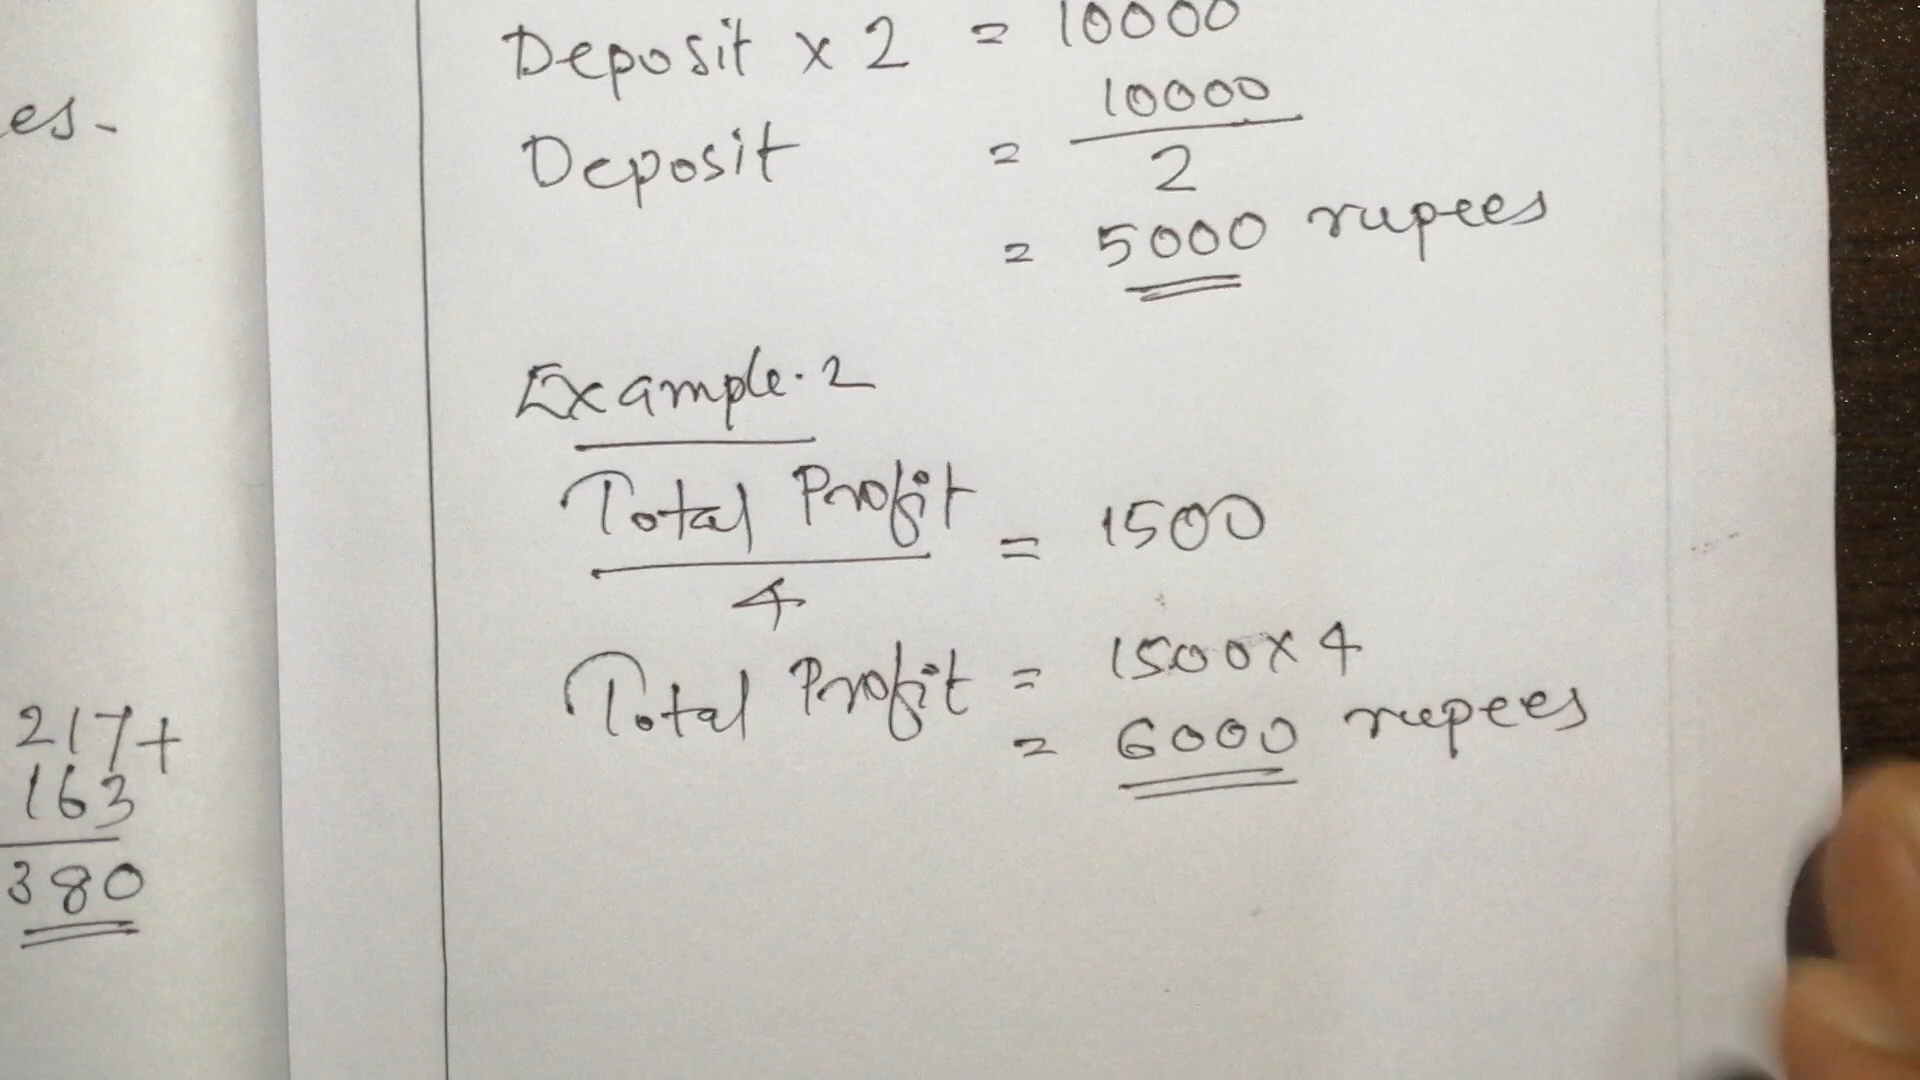 es.
217+
163
380
Deposit x 2 = 10000
Deposit = 10000
2
= 5000 rupees
Example. 2
Total Profit = 1500
4
Total Profit = 1500 x 4
= 6000 rupees